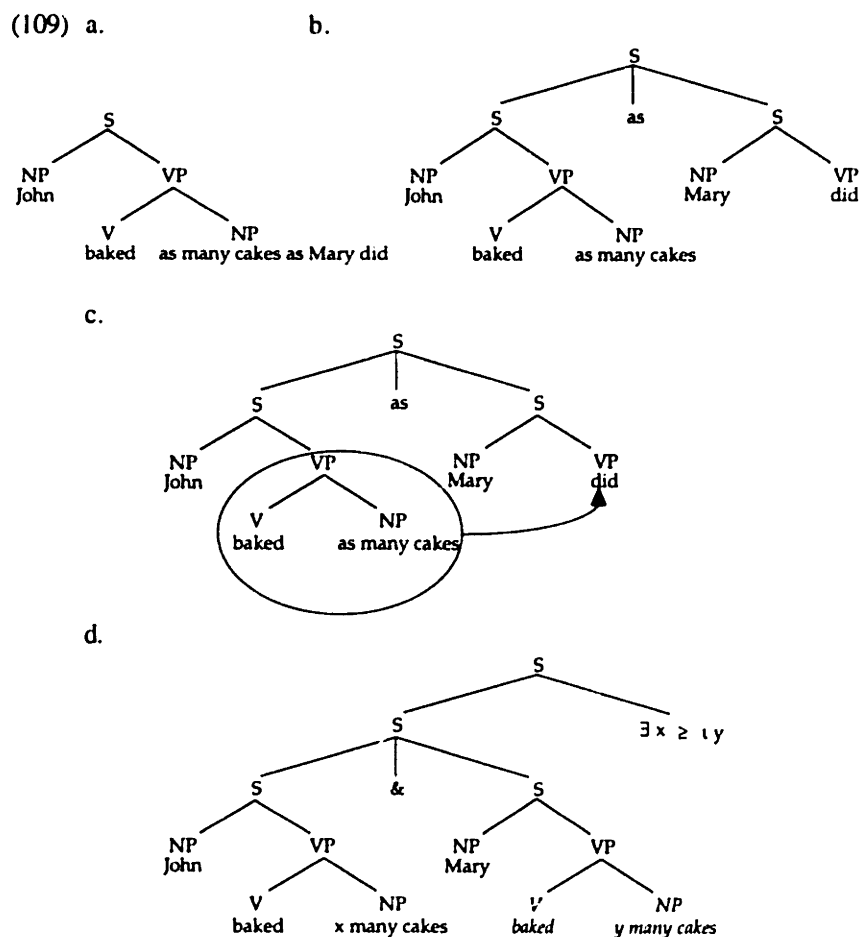 (109) a. b.
S
S as S
S
NP VP NP VP NP VP
John John Mary did
V NP V NP
baked as many cakes as Mary did baked as many cakes
c.
S
S as S
NP VP NP VP
John Mary did
V NP
baked as many cakes
d.
S
S ∃ x ≥ ι y
S & S
NP VP NP VP
John Mary
V NP V NP
baked x many cakes baked y many cakes